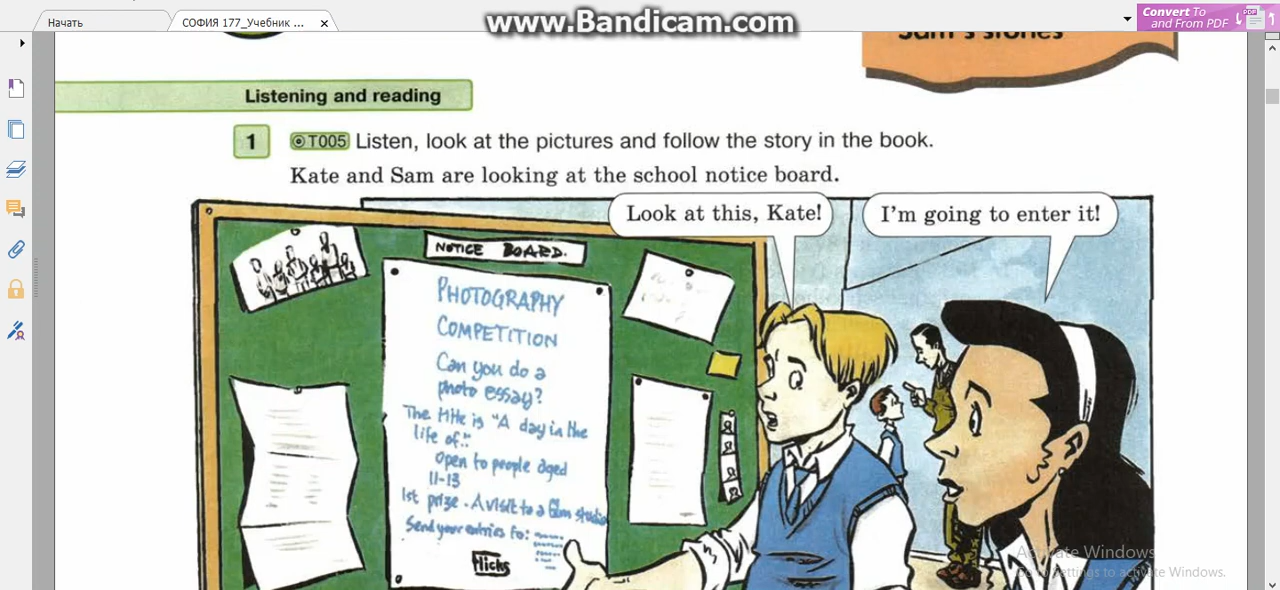 Начать
СОФИЯ 177_Учебник ...
www.Bandicam.com
Convert To
and From PDF
PDF
Sam's stories
Listening and reading
1 T005 Listen, look at the pictures and follow the story in the book.
Kate and Sam are looking at the school notice board.
Look at this, Kate!
I'm going to enter it!
NOTICE BOARD.
PHOTOGRAPHY
COMPETITION
Can you do a
photo essay?
The title is "A day in the
life of."
Open to people aged
11-13
1st prize - A visit to a film studio
Send your entries to:
Flicks
Activate Windows
Go to Settings to activate Windows.